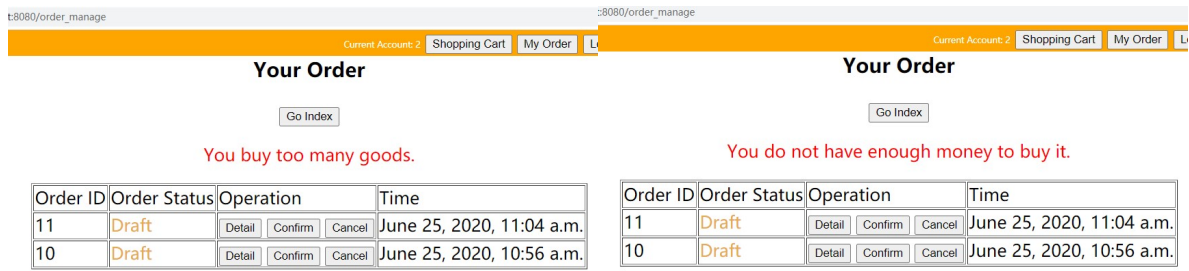 t:8080/order_manage
Current Account: 2 Shopping Cart My Order
Your Order
Go Index
You buy too many goods.
Order ID Order Status Operation Time
11 Draft Detail Confirm Cancel June 25, 2020, 11:04 a.m.
10 Draft Detail Confirm Cancel June 25, 2020, 10:56 a.m.
:8080/order_manage
Current Account: 2 Shopping Cart My Order
Your Order
Go Index
You do not have enough money to buy it.
Order ID Order Status Operation Time
11 Draft Detail Confirm Cancel June 25, 2020, 11:04 a.m.
10 Draft Detail Confirm Cancel June 25, 2020, 10:56 a.m.